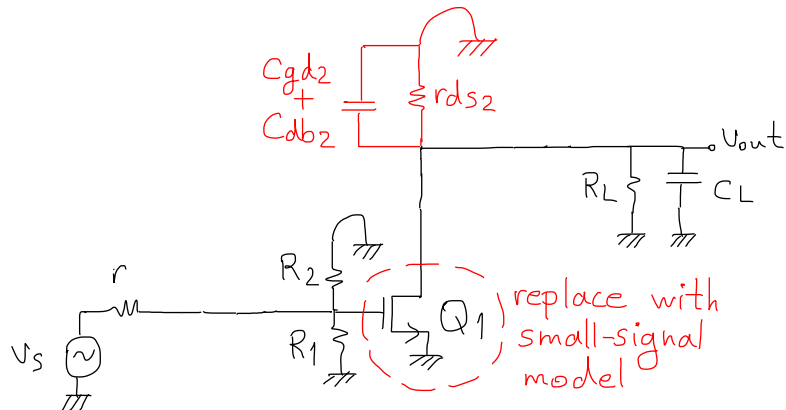 Cgd2
+
Cdb2
rds2
Vout
RL
CL
R2
r
Q1
replace with
small-signal
model
R1
Vs